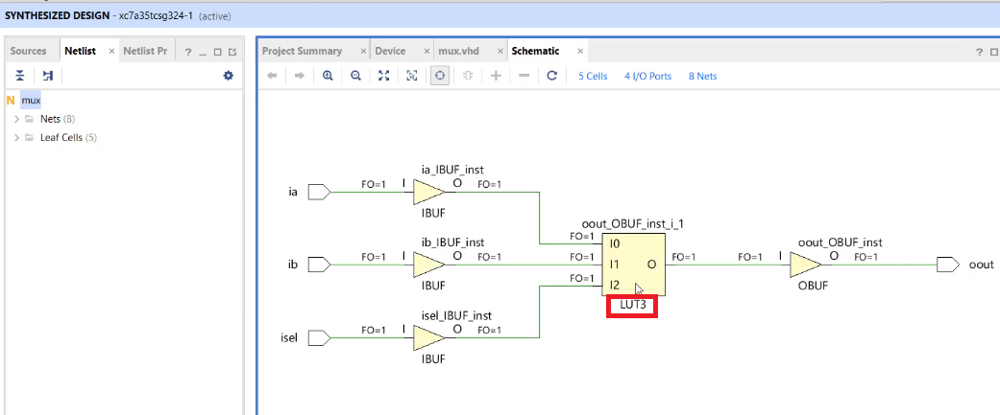 SYNTHESIZED DESIGN - xc7a35tcsg324-1 (active)
Sources Netlist × Netlist Pr ? _
Project Summary × Device × mux.vhd × Schematic × ?
5 Cells 4 I/O Ports 8 Nets
N mux
Nets (8)
Leaf Cells (5)
ia_IBUF_inst
ia FO=1 I O FO=1
IBUF
oout_OBUF_inst_i_1
FO=1 I0
ib_IBUF_inst
oout_OBUF_inst
ib FO=1 I O FO=1 FO=1 I1 O FO=1 FO=1 I O FO=1 oout
FO=1 I2
IBUF
OBUF
LUT3
isel_IBUF_inst
isel FO=1 I O FO=1
IBUF